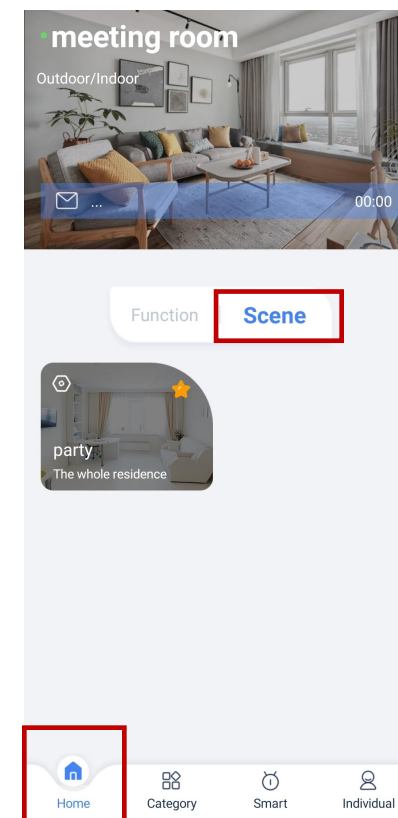 meeting room
Outdoor/Indoor
... 00:00
Function Scene
party
The whole residence
Home Category Smart Individual